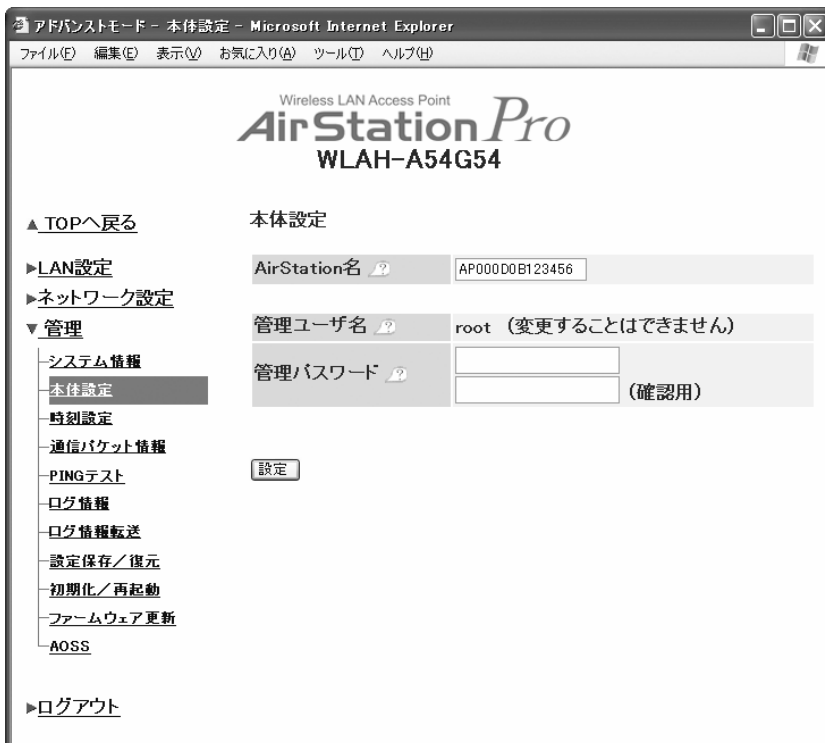 アドバンストモード - 本体設定 - Microsoft Internet Explorer
ファイル(F) 編集(E) 表示(V) お気に入り(A) ツール(T) ヘルプ(H)
Wireless LAN Access Point
AirStation Pro
WLAH-A54G54
▲ TOPへ戻る
▶LAN設定
▶ネットワーク設定
▼ 管理
システム情報
本体設定
時刻設定
通信パケット情報
PINGテスト
ログ情報
ログ情報転送
設定保存/復元
初期化/再起動
ファームウェア更新
AOSS
▶ログアウト
本体設定
AirStation名 ? AP000D0B123456
管理ユーザ名 ? root (変更することはできません)
管理パスワード ?
(確認用)
設定